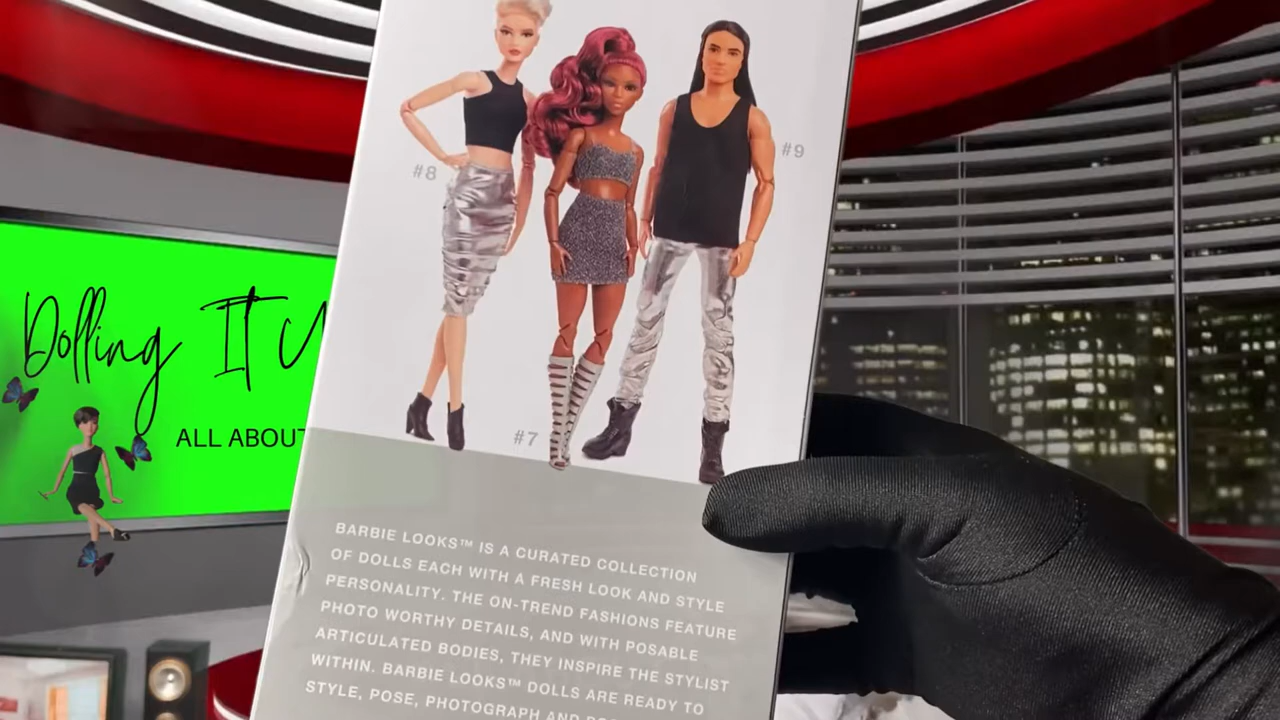 #9
#8
Dolling It
ALL ABOUT
#7
BARBIE LOOKS™ IS A CURATED COLLECTION
OF DOLLS EACH WITH A FRESH LOOK AND STYLE
PERSONALITY. THE ON-TREND FASHIONS FEATURE
PHOTO WORTHY DETAILS, AND WITH POSABLE
ARTICULATED BODIES, THEY INSPIRE THE STYLIST
WITHIN. BARBIE LOOKS™ DOLLS ARE READY TO
STYLE, POSE, PHOTOGRAPH AND